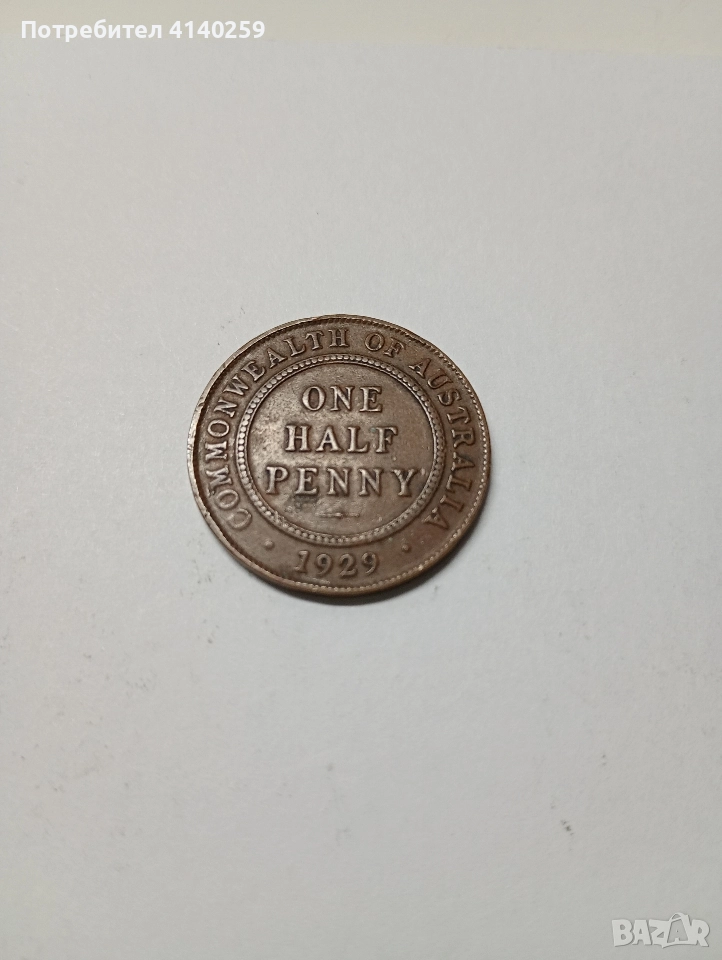 Потребител 4140259
COMMONWEALTH OF AUSTRALIA
ONE
HALF
PENNY
· 1929 ·
BAZAR